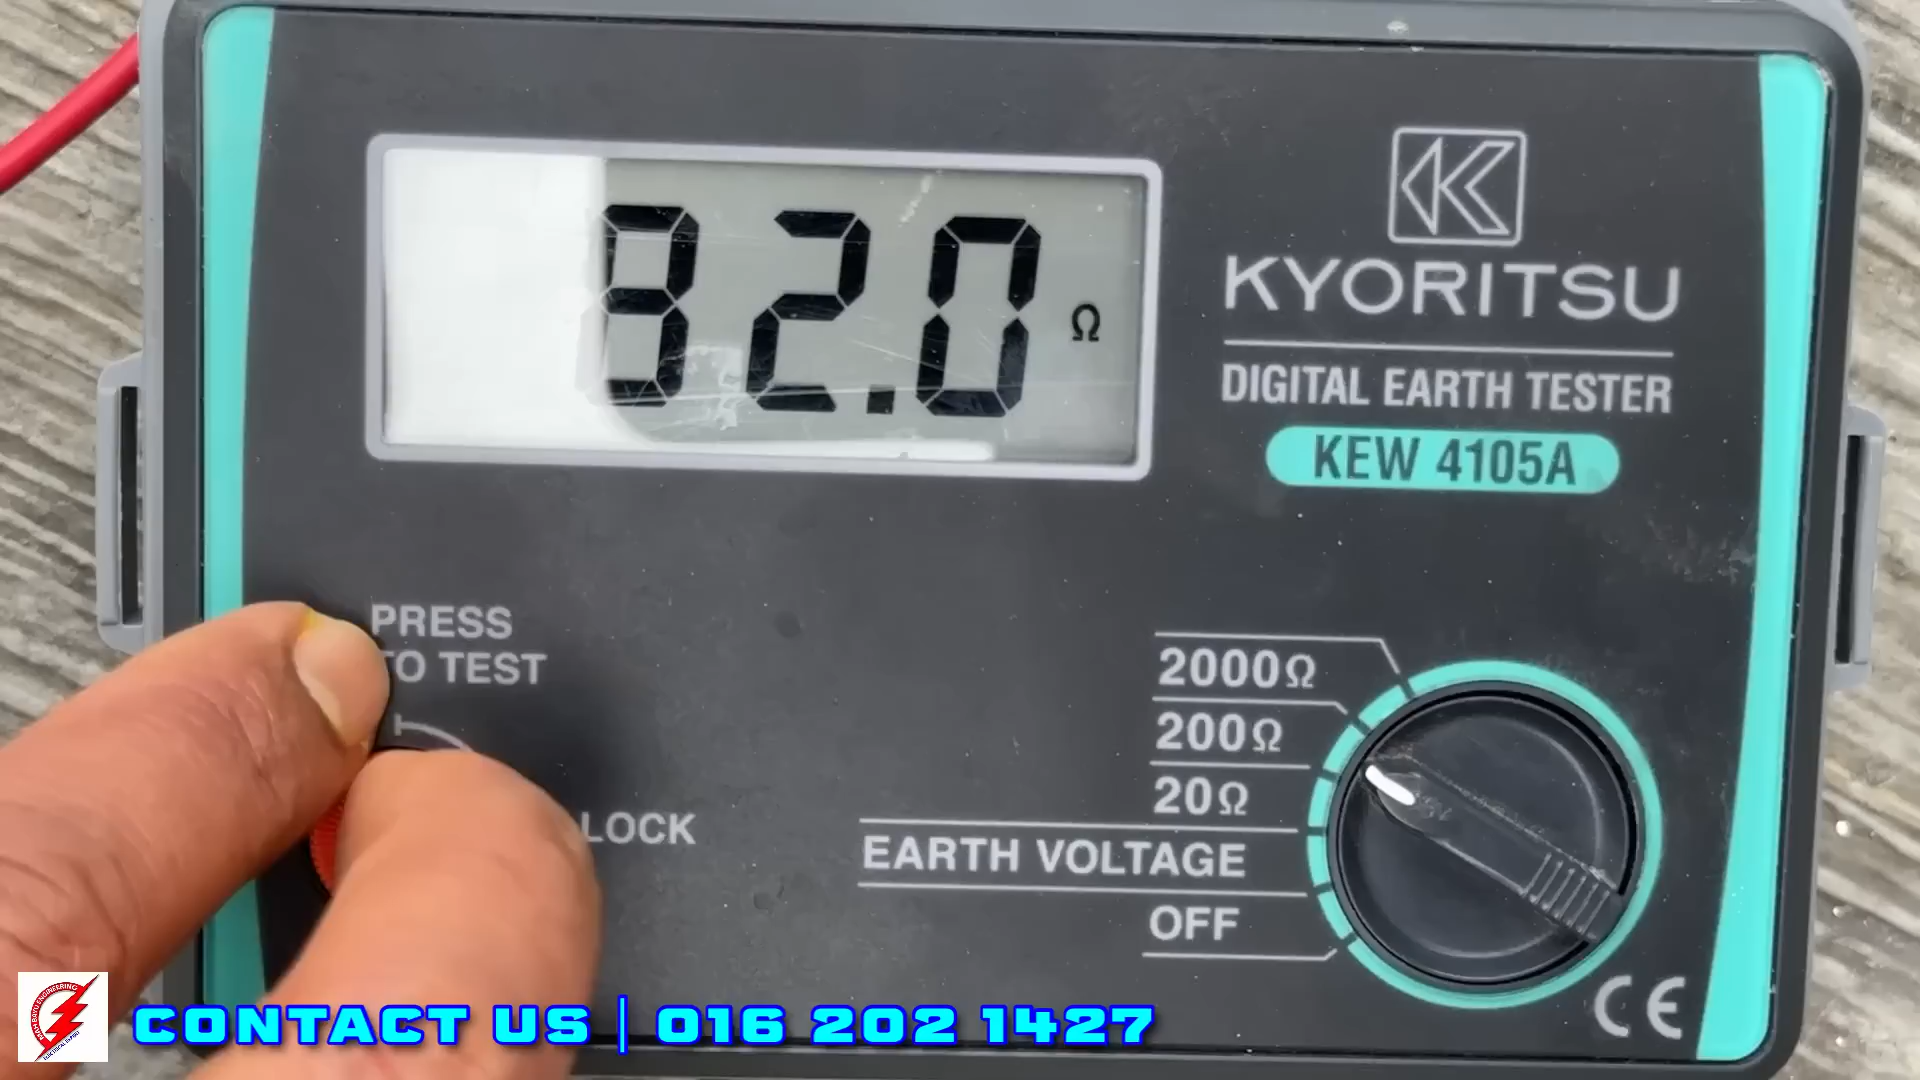 82.0 Ω
KYORITSU
DIGITAL EARTH TESTER
KEW 4105A
PRESS
TO TEST
LOCK
2000Ω
200Ω
20Ω
EARTH VOLTAGE
OFF
CE
CONTACT US | 016 202 1427